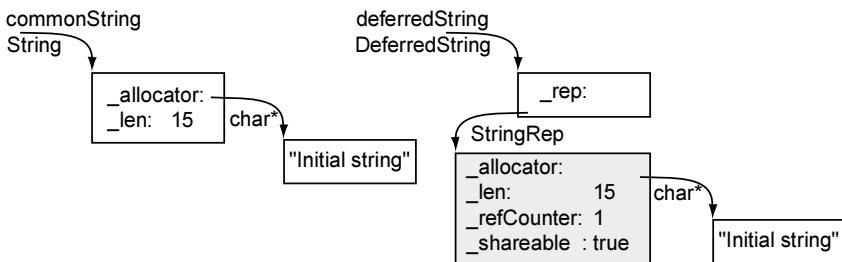 commonString
String
_allocator:
_len: 15
char*
"Initial string"
deferredString
DeferredString
_rep:
StringRep
_allocator:
_len: 15
_refCounter: 1
_shareable : true
char*
"Initial string"